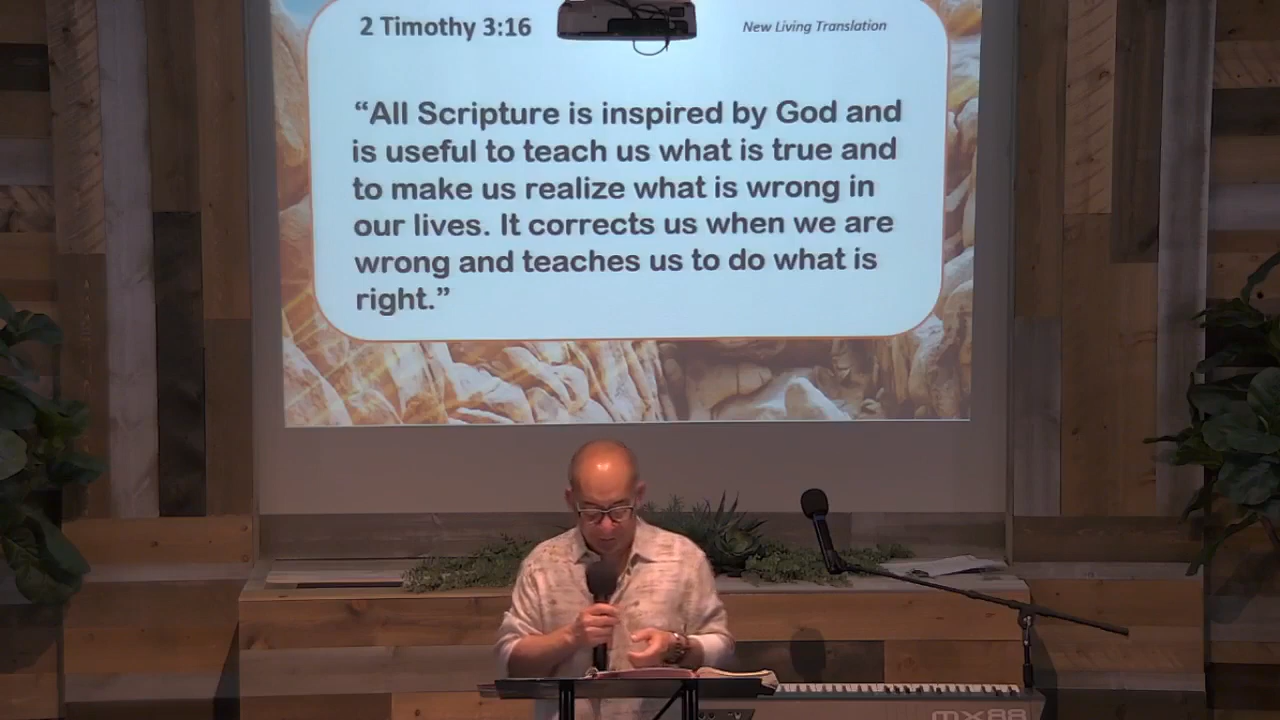 2 Timothy 3:16
New Living Translation
“All Scripture is inspired by God and
is useful to teach us what is true and
to make us realize what is wrong in
our lives. It corrects us when we are
wrong and teaches us to do what is
right.”
MX88